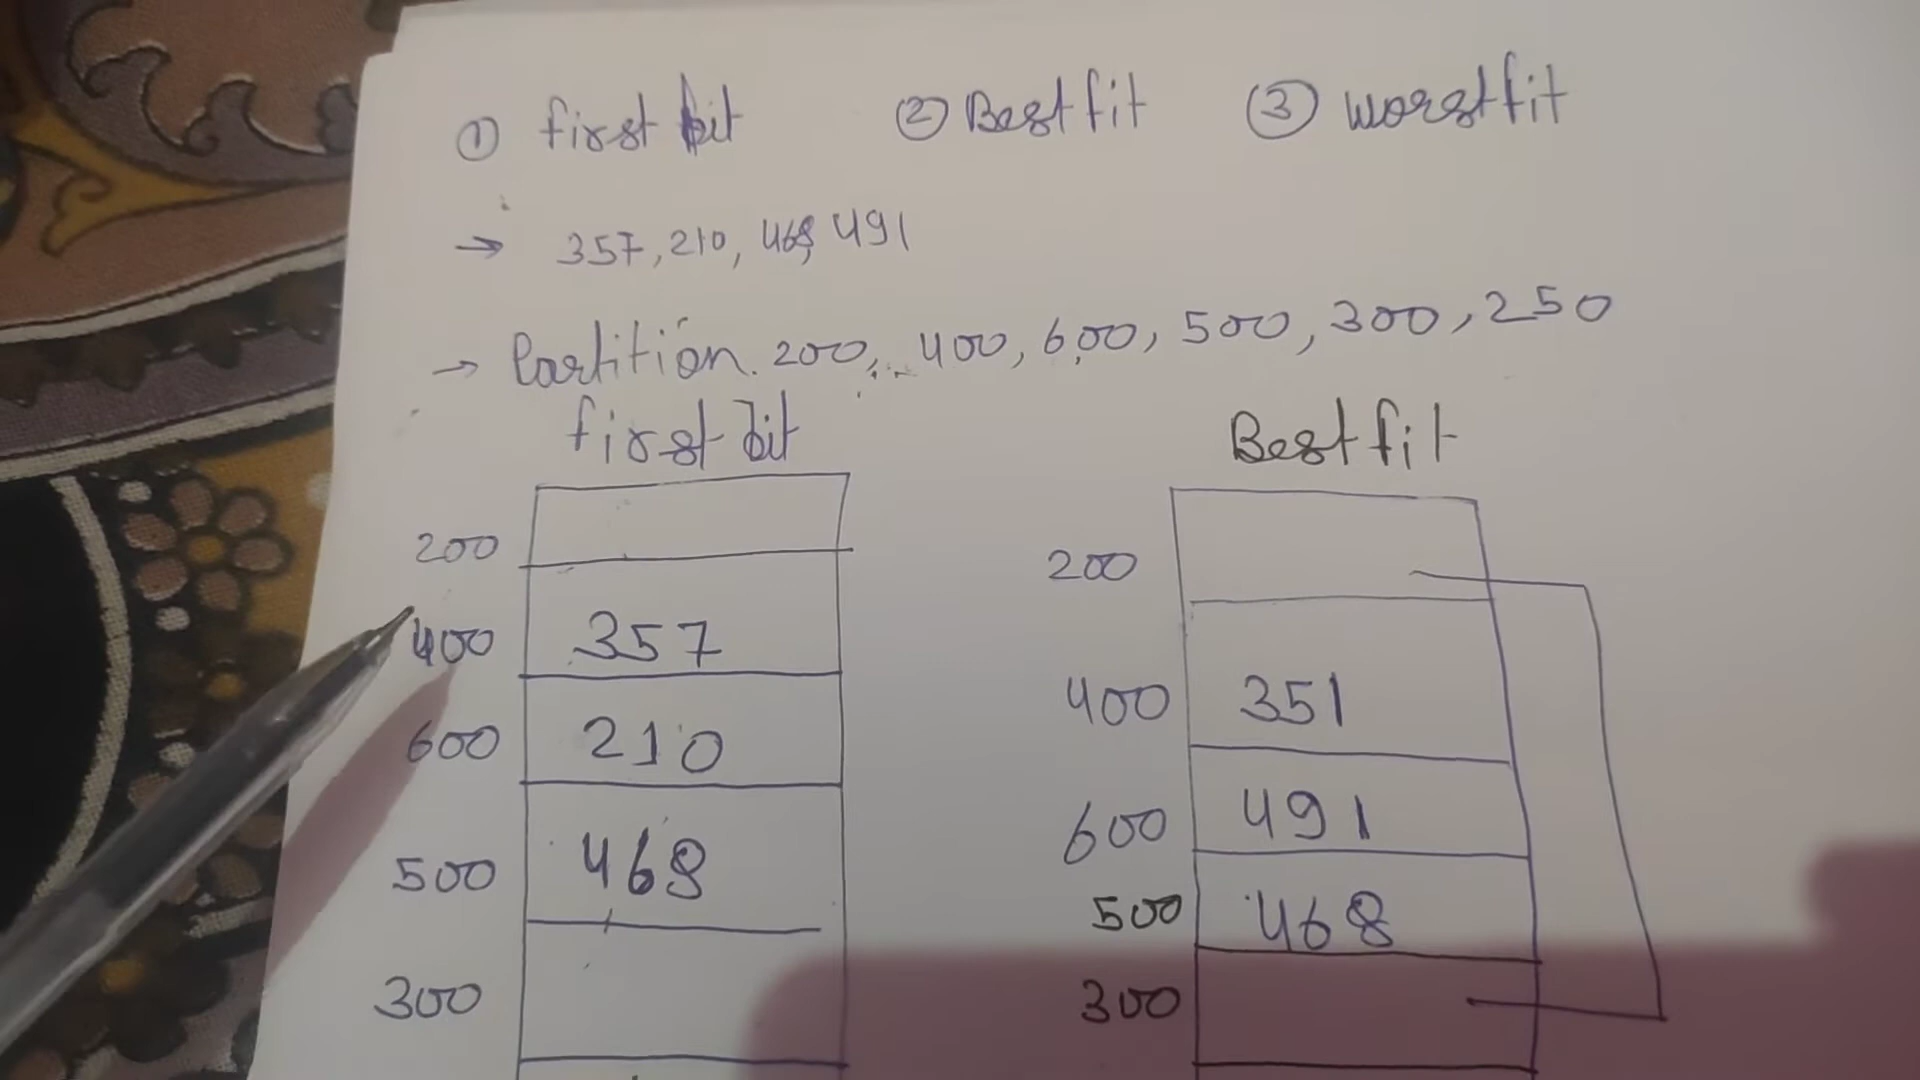 ① first fit ② Best fit ③ worst fit
→ 357, 210, 468, 491
→ Partition. 200, 400, 600, 500, 300, 250
first fit
200
400 357
600 210
500 468
300
Best fit
200
400 351
600 491
500 468
300